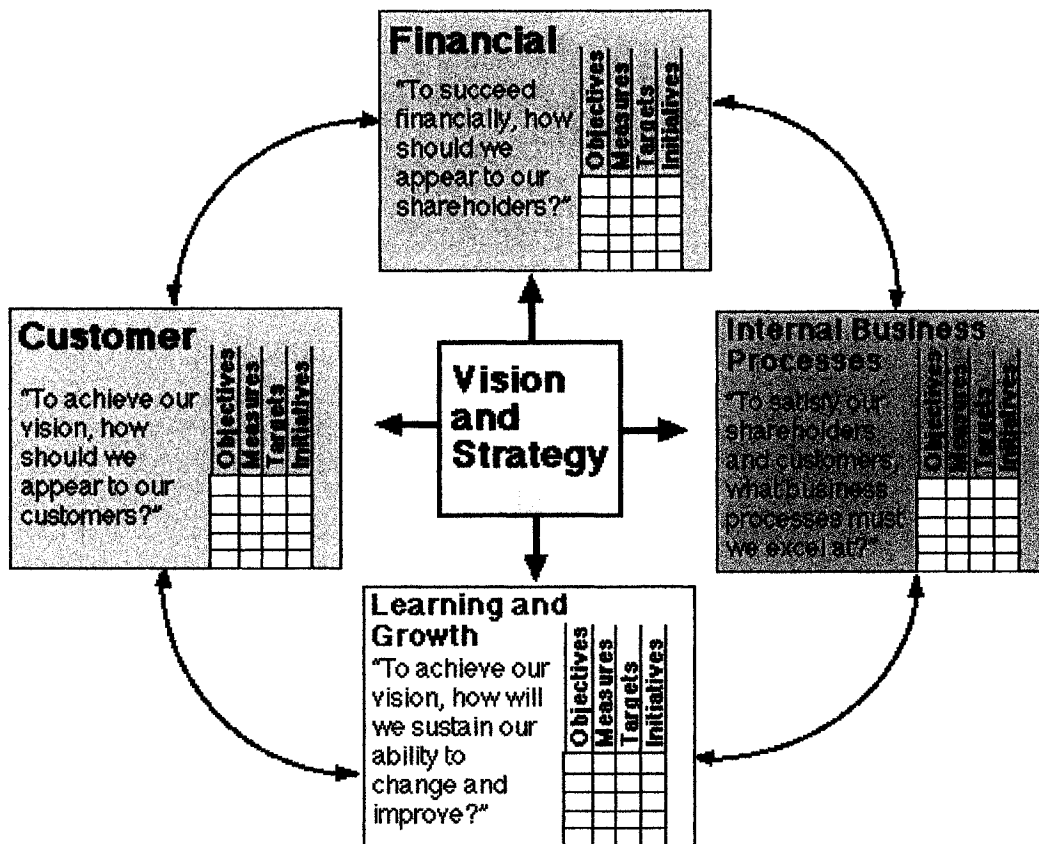 Financial
"To succeed
financially, how
should we
appear to our
shareholders?"
Objectives
Measures
Targets
Initiatives
Customer
"To achieve our
vision, how
should we
appear to our
customers?"
Objectives
Measures
Targets
Initiatives
Vision
and
Strategy
Internal Business
Processes
"To satisfy our
shareholders
and customers,
what business
processes must
we excel at?"
Objectives
Measures
Targets
Initiatives
Learning and
Growth
"To achieve our
vision, how will
we sustain our
ability to
change and
improve?"
Objectives
Measures
Targets
Initiatives